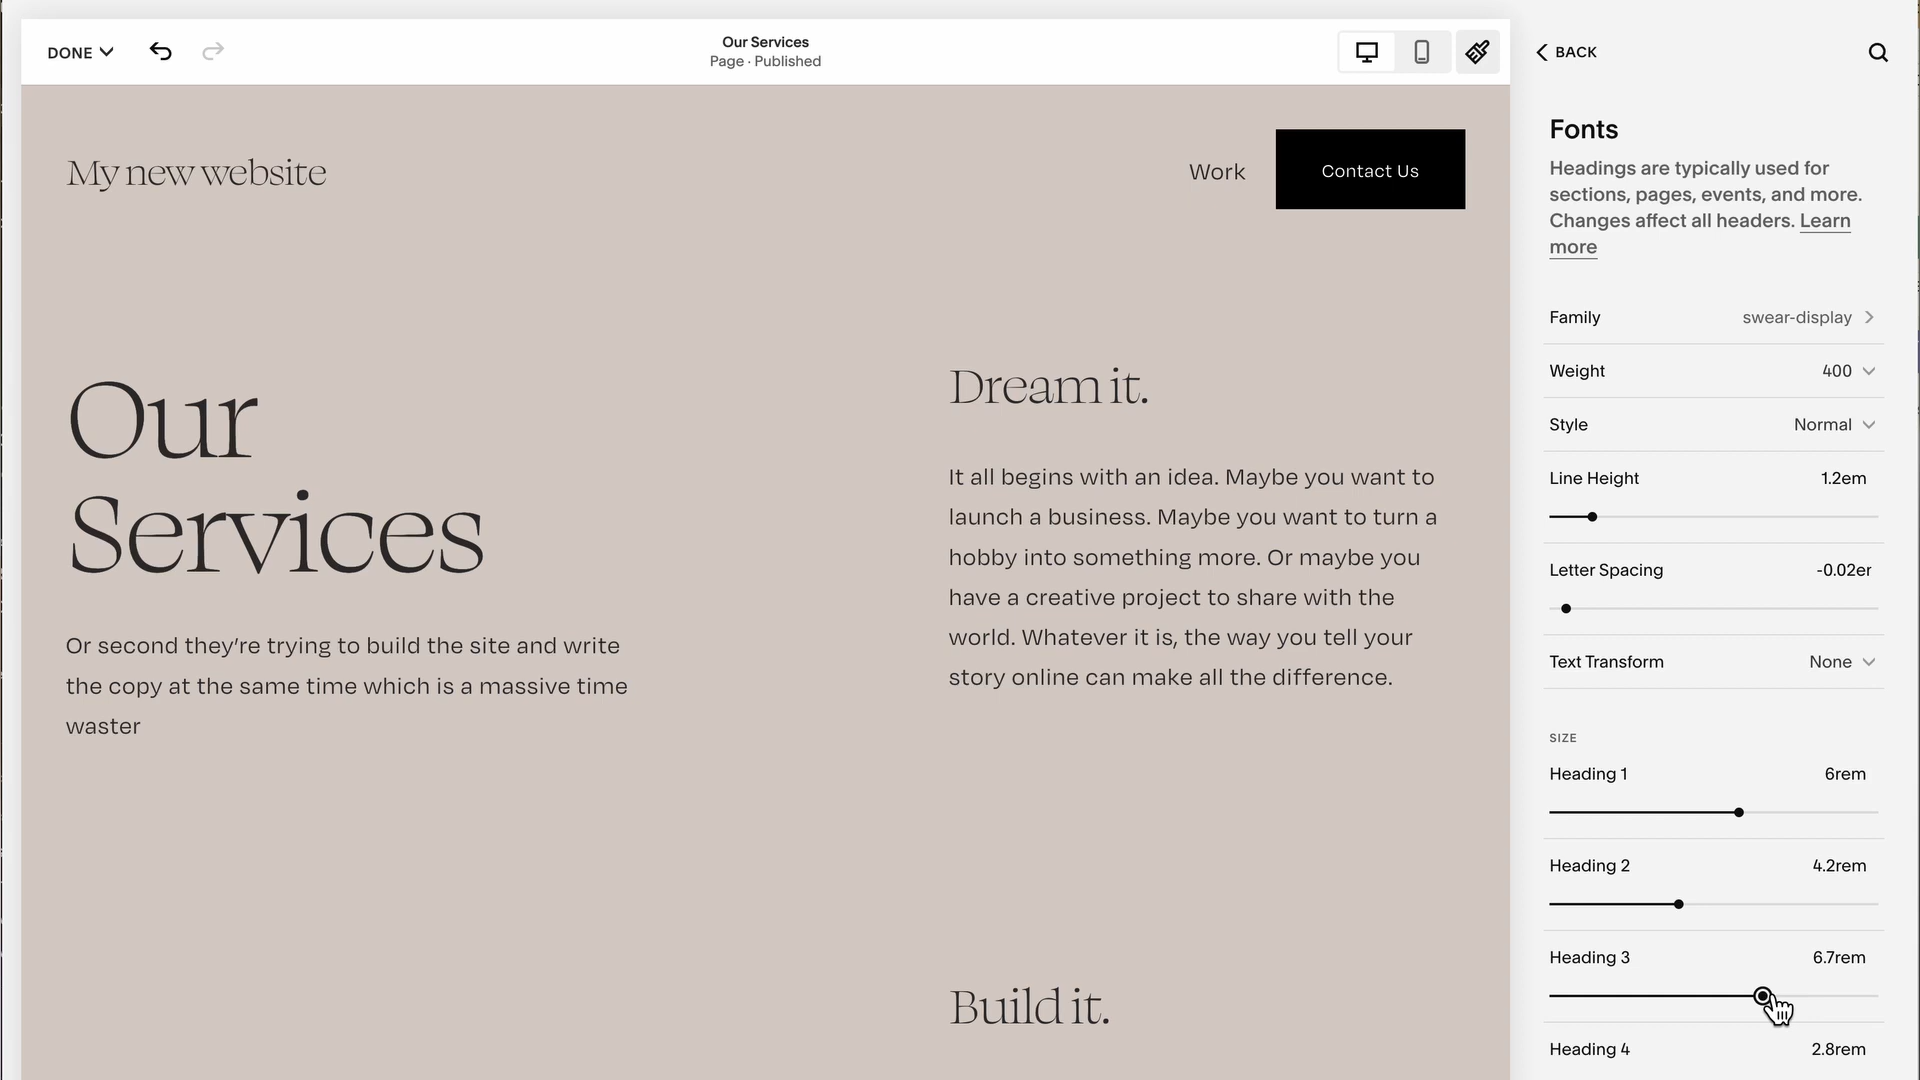 DONE
Our Services
Page · Published
BACK
My new website
Work
Contact Us
Our
Services
Or second they're trying to build the site and write
the copy at the same time which is a massive time
waster
Dream it.
It all begins with an idea. Maybe you want to
launch a business. Maybe you want to turn a
hobby into something more. Or maybe you
have a creative project to share with the
world. Whatever it is, the way you tell your
story online can make all the difference.
Build it.
Fonts
Headings are typically used for
sections, pages, events, and more.
Changes affect all headers. Learn
more
Family swear-display
Weight 400
Style Normal
Line Height 1.2em
Letter Spacing -0.02er
Text Transform None
SIZE
Heading 1 6rem
Heading 2 4.2rem
Heading 3 6.7rem
Heading 4 2.8rem